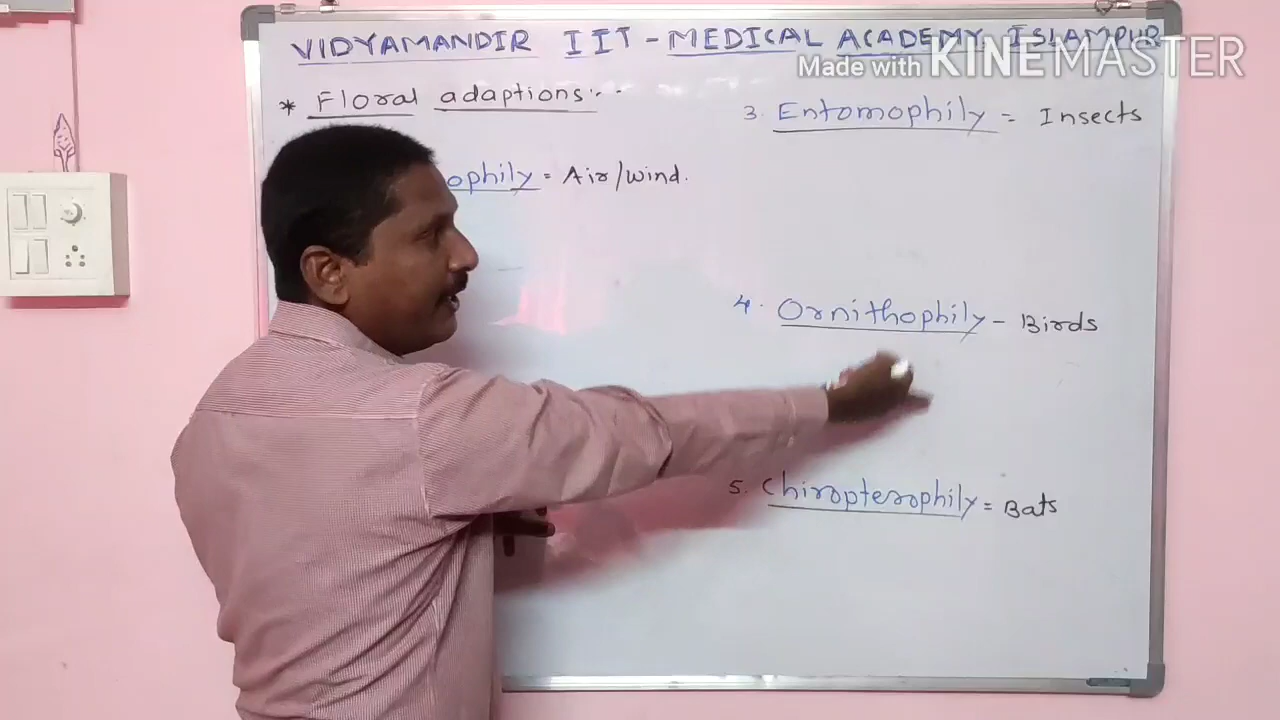 VIDYAMANDIR IIT - MEDICAL ACADEMY ISLAMPUR
Made with KINEMASTER
* Floral adaptions...
ophily = Air/wind.
3. Entomophily = Insects
4. Ornithophily - Birds
5. Chiropterophily = Bats